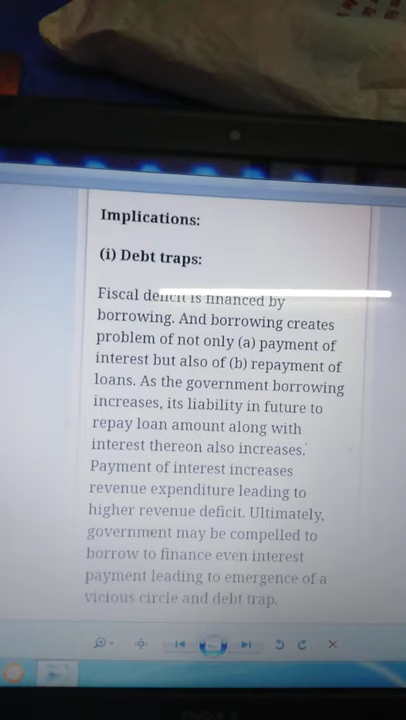 Implications:
(i) Debt traps:
Fiscal deficit is financed by
borrowing. And borrowing creates
problem of not only (a) payment of
interest but also of (b) repayment of
loans. As the government borrowing
increases, its liability in future to
repay loan amount along with
interest thereon also increases.
Payment of interest increases
revenue expenditure leading to
higher revenue deficit. Ultimately,
government may be compelled to
borrow to finance even interest
payment leading to emergence of a
vicious circle and debt trap.